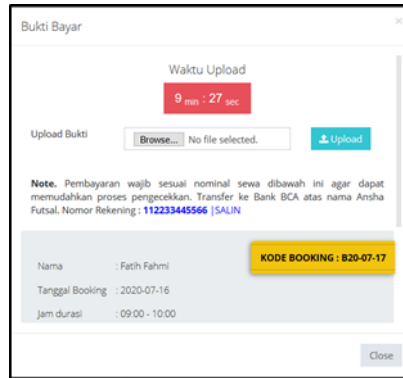 Bukti Bayar
×
Waktu Upload
9 min : 27 sec
Upload Bukti
Browse... No file selected.
Upload
Note. Pembayaran wajib sesuai nominal sewa dibawah ini agar dapat
memudahkan proses pengecekkan. Transfer ke Bank BCA atas nama Ansha
Futsal. Nomor Rekening : 112233445566 |SALIN
KODE BOOKING : B20-07-17
Nama : Fatih Fahmi
Tanggal Booking : 2020-07-16
Jam durasi : 09:00 - 10:00
Close